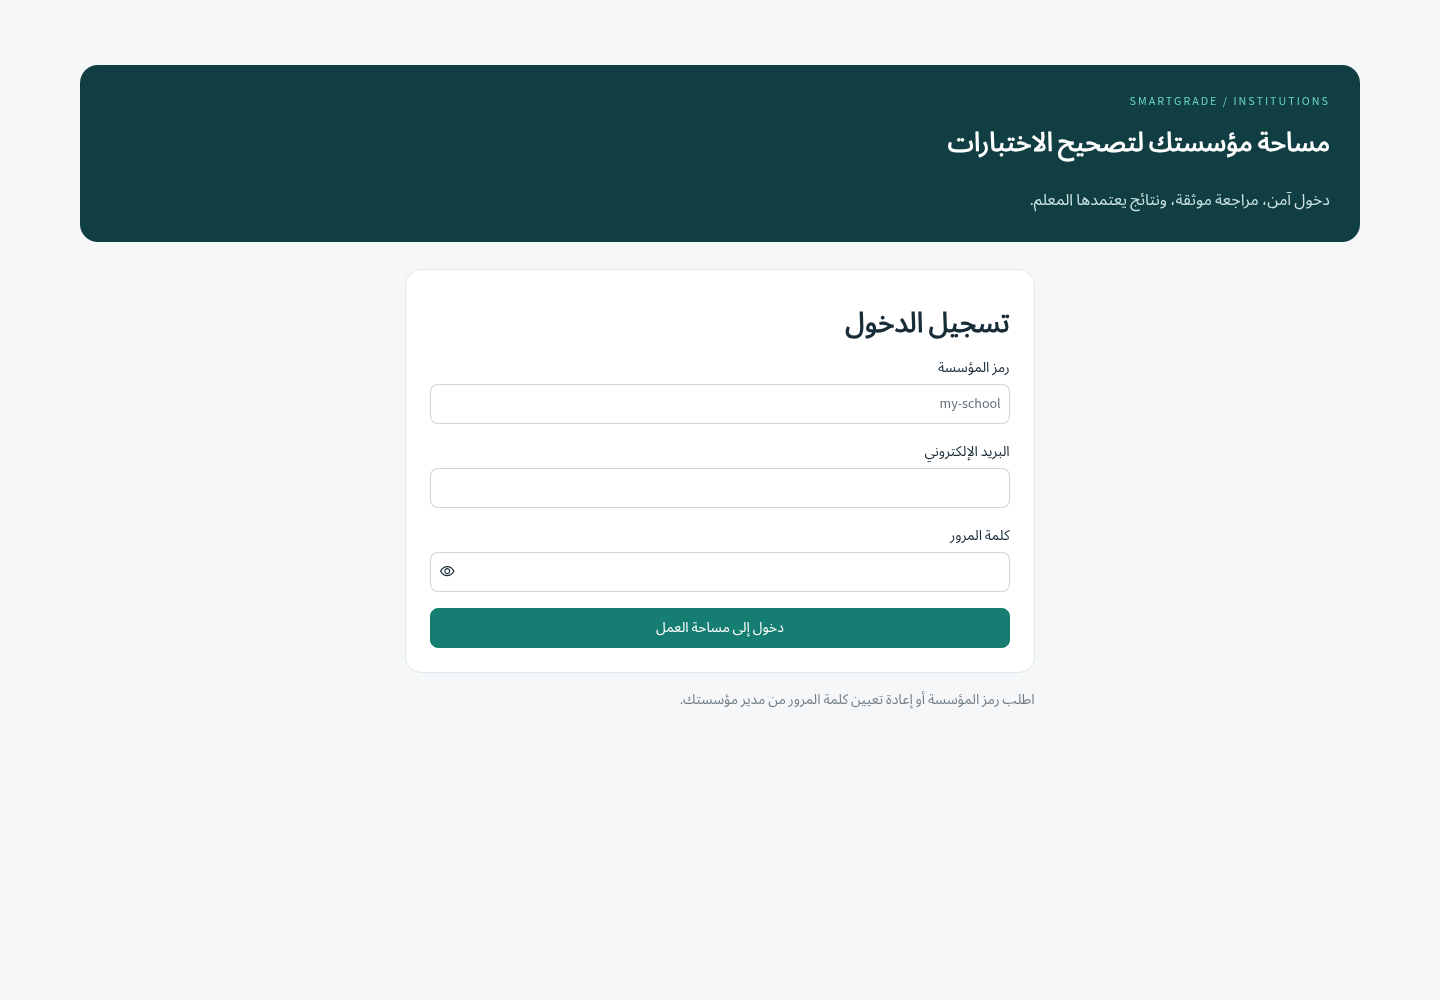 SMARTGRADE / INSTITUTIONS
مساحة مؤسستك لتصحيح الاختبارات
دخول آمن، مراجعة موثقة، ونتائج يعتمدها المعلم.
تسجيل الدخول
رمز المؤسسة
my-school
البريد الإلكتروني
كلمة المرور
دخول إلى مساحة العمل
اطلب رمز المؤسسة أو إعادة تعيين كلمة المرور من مدير مؤسستك.